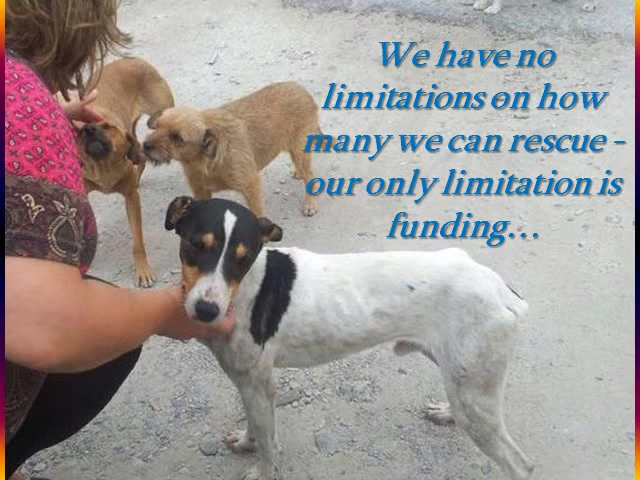 We have no
limitations on how
many we can rescue -
our only limitation is
funding...